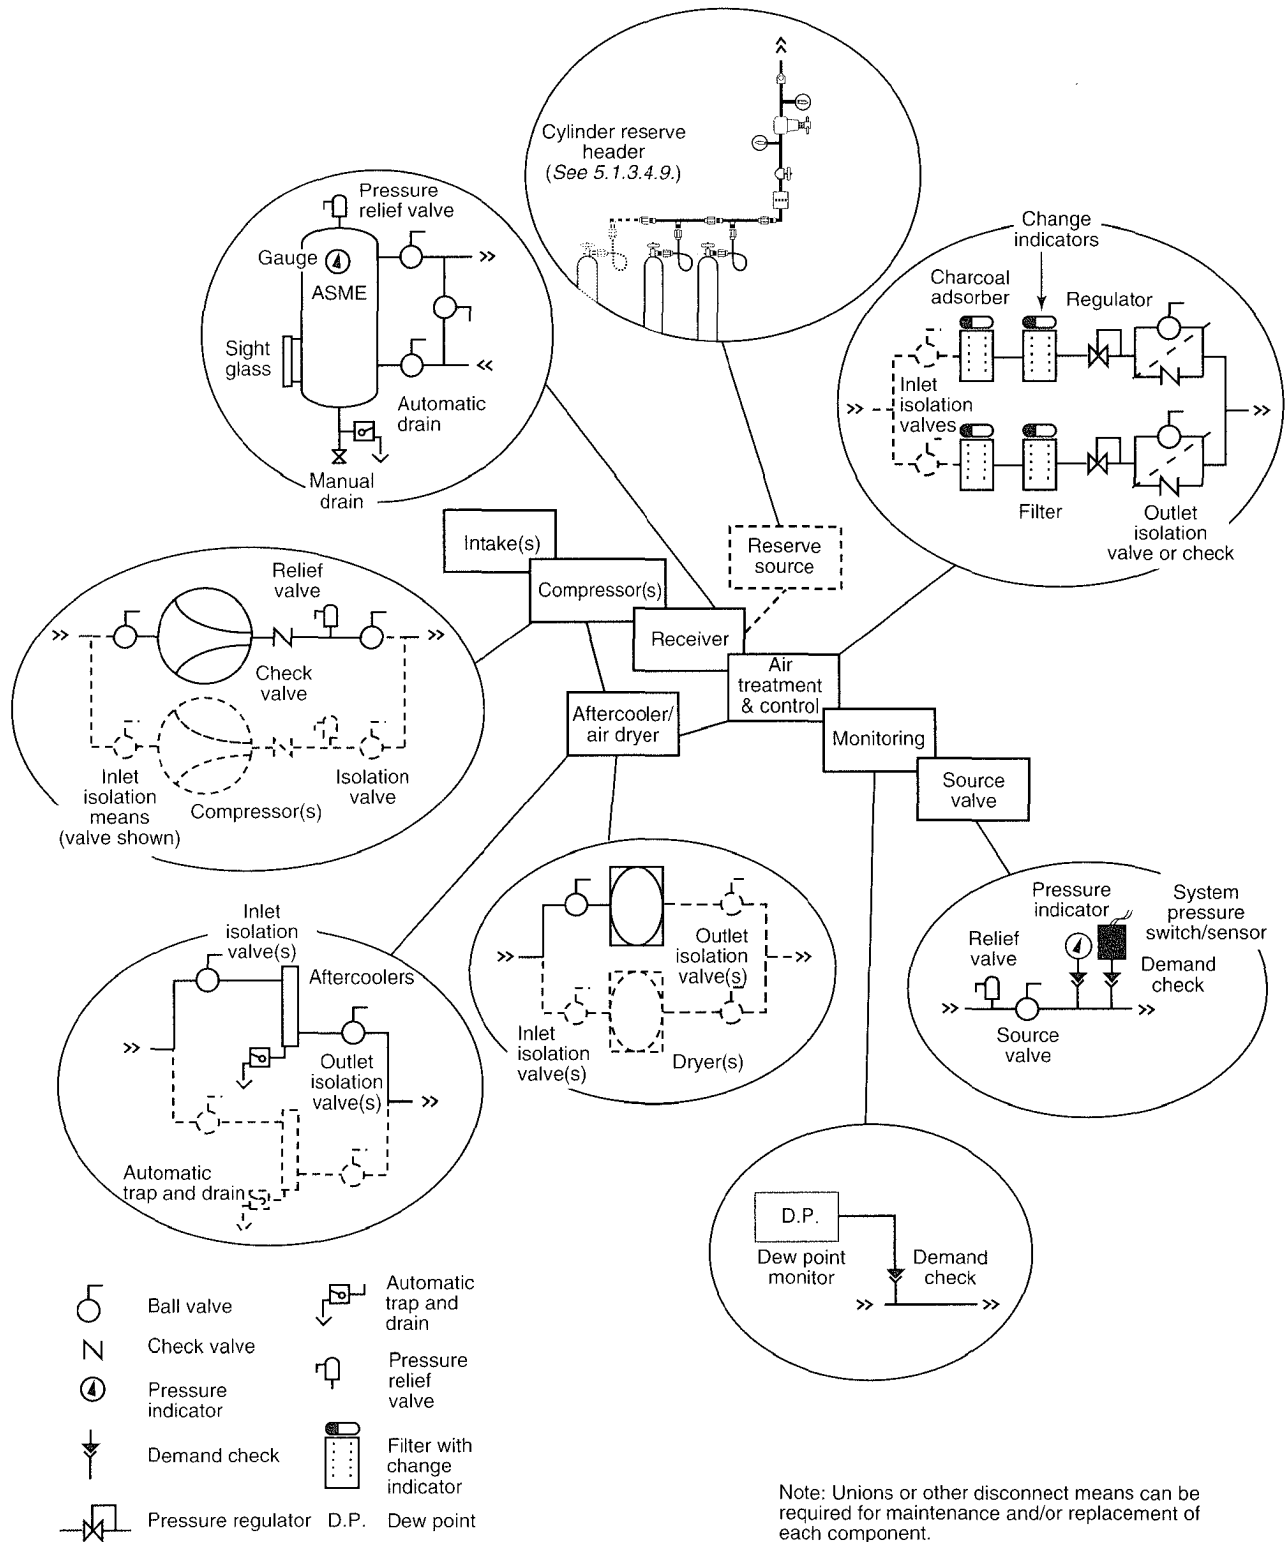 Cylinder reserve
header
(See 5.1.3.4.9.)
Pressure
relief valve
Gauge
ASME
Sight
glass
Automatic
drain
Manual
drain
Change
indicators
Charcoal
adsorber
Regulator
Inlet
isolation
valves
Filter
Outlet
isolation
valve or check
Intake(s)
Compressor(s)
Receiver
Reserve
source
Air
treatment
& control
Aftercooler/
air dryer
Monitoring
Source
valve
Relief
valve
Check
valve
Inlet
isolation
means
(valve shown)
Compressor(s)
Isolation
valve
Inlet
isolation
valve(s)
Aftercoolers
Outlet
isolation
valve(s)
Automatic
trap and drain
Outlet
isolation
valve(s)
Inlet
isolation
valve(s)
Dryer(s)
Pressure
indicator
System
pressure
switch/sensor
Relief
valve
Demand
check
Source
valve
D.P.
Dew point
monitor
Demand
check
Ball valve
Check valve
Pressure
indicator
Demand check
Pressure regulator
Automatic
trap and
drain
Pressure
relief
valve
Filter with
change
indicator
D.P. Dew point
Note: Unions or other disconnect means can be
required for maintenance and/or replacement of
each component.